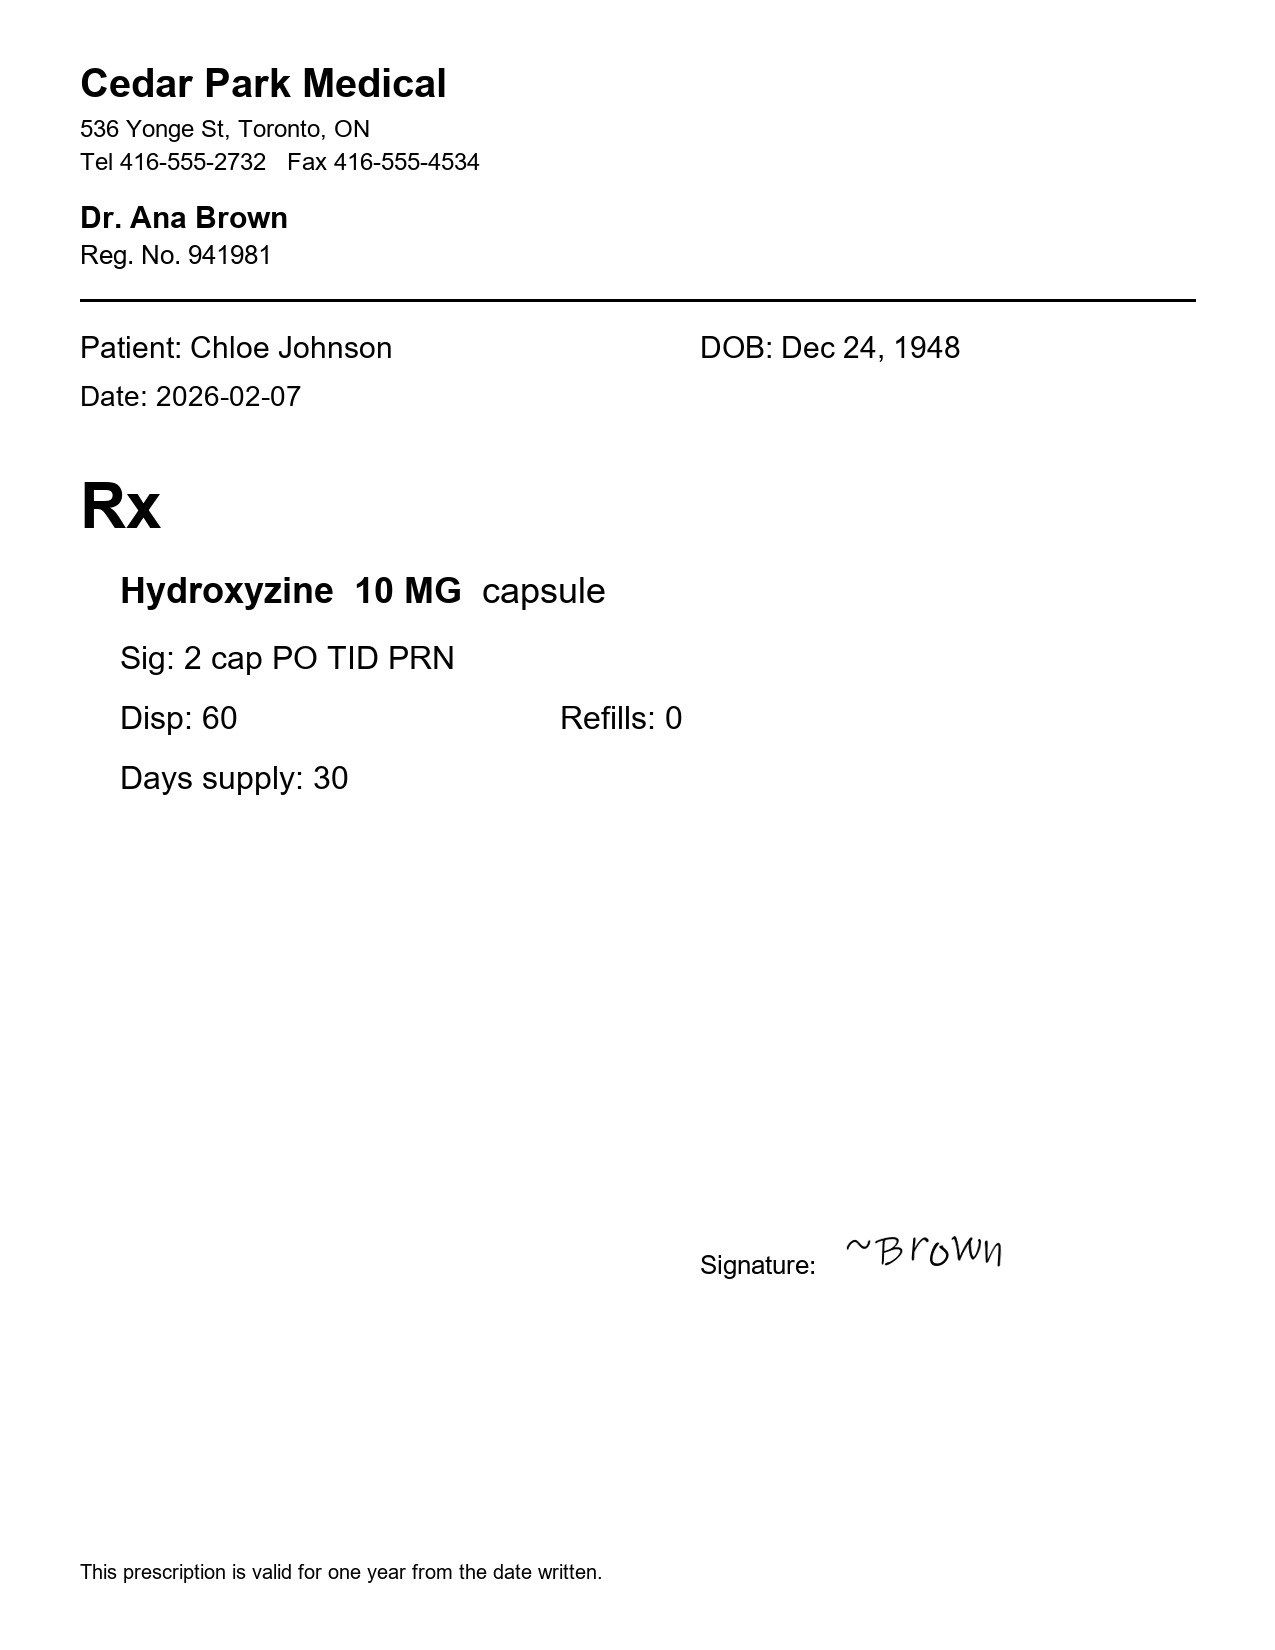 Cedar Park Medical
536 Yonge St, Toronto, ON
Tel 416-555-2732 Fax 416-555-4534
Dr. Ana Brown
Reg. No. 941981
Patient: Chloe Johnson DOB: Dec 24, 1948
Date: 2026-02-07
Rx
Hydroxyzine 10 MG capsule
Sig: 2 cap PO TID PRN
Disp: 60 Refills: 0
Days supply: 30
Signature: ~Brown
This prescription is valid for one year from the date written.